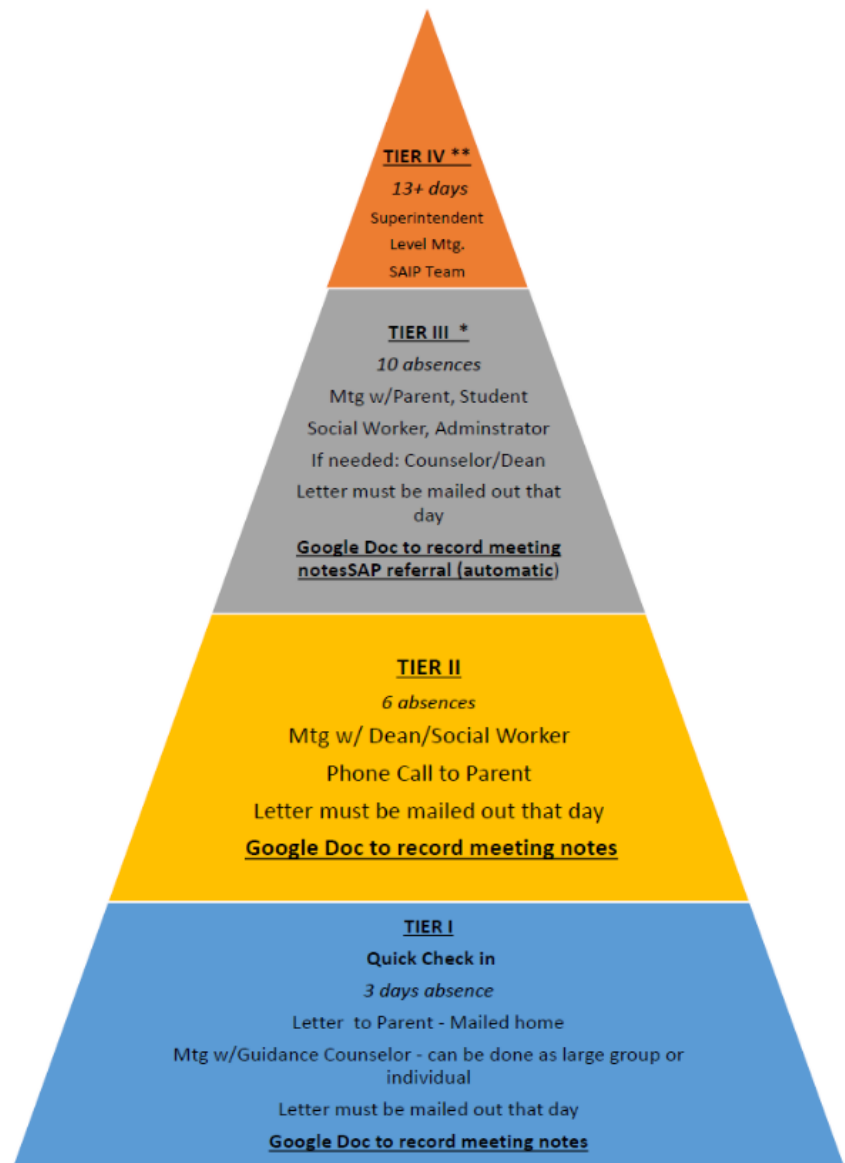 TIER IV **
13+ days
Superintendent
Level Mtg.
SAIP Team
TIER III *
10 absences
Mtg w/Parent, Student
Social Worker, Adminstrator
If needed: Counselor/Dean
Letter must be mailed out that
day
Google Doc to record meeting
notesSAP referral (automatic)
TIER II
6 absences
Mtg w/ Dean/Social Worker
Phone Call to Parent
Letter must be mailed out that day
Google Doc to record meeting notes
TIER I
Quick Check in
3 days absence
Letter to Parent - Mailed home
Mtg w/Guidance Counselor - can be done as large group or
individual
Letter must be mailed out that day
Google Doc to record meeting notes